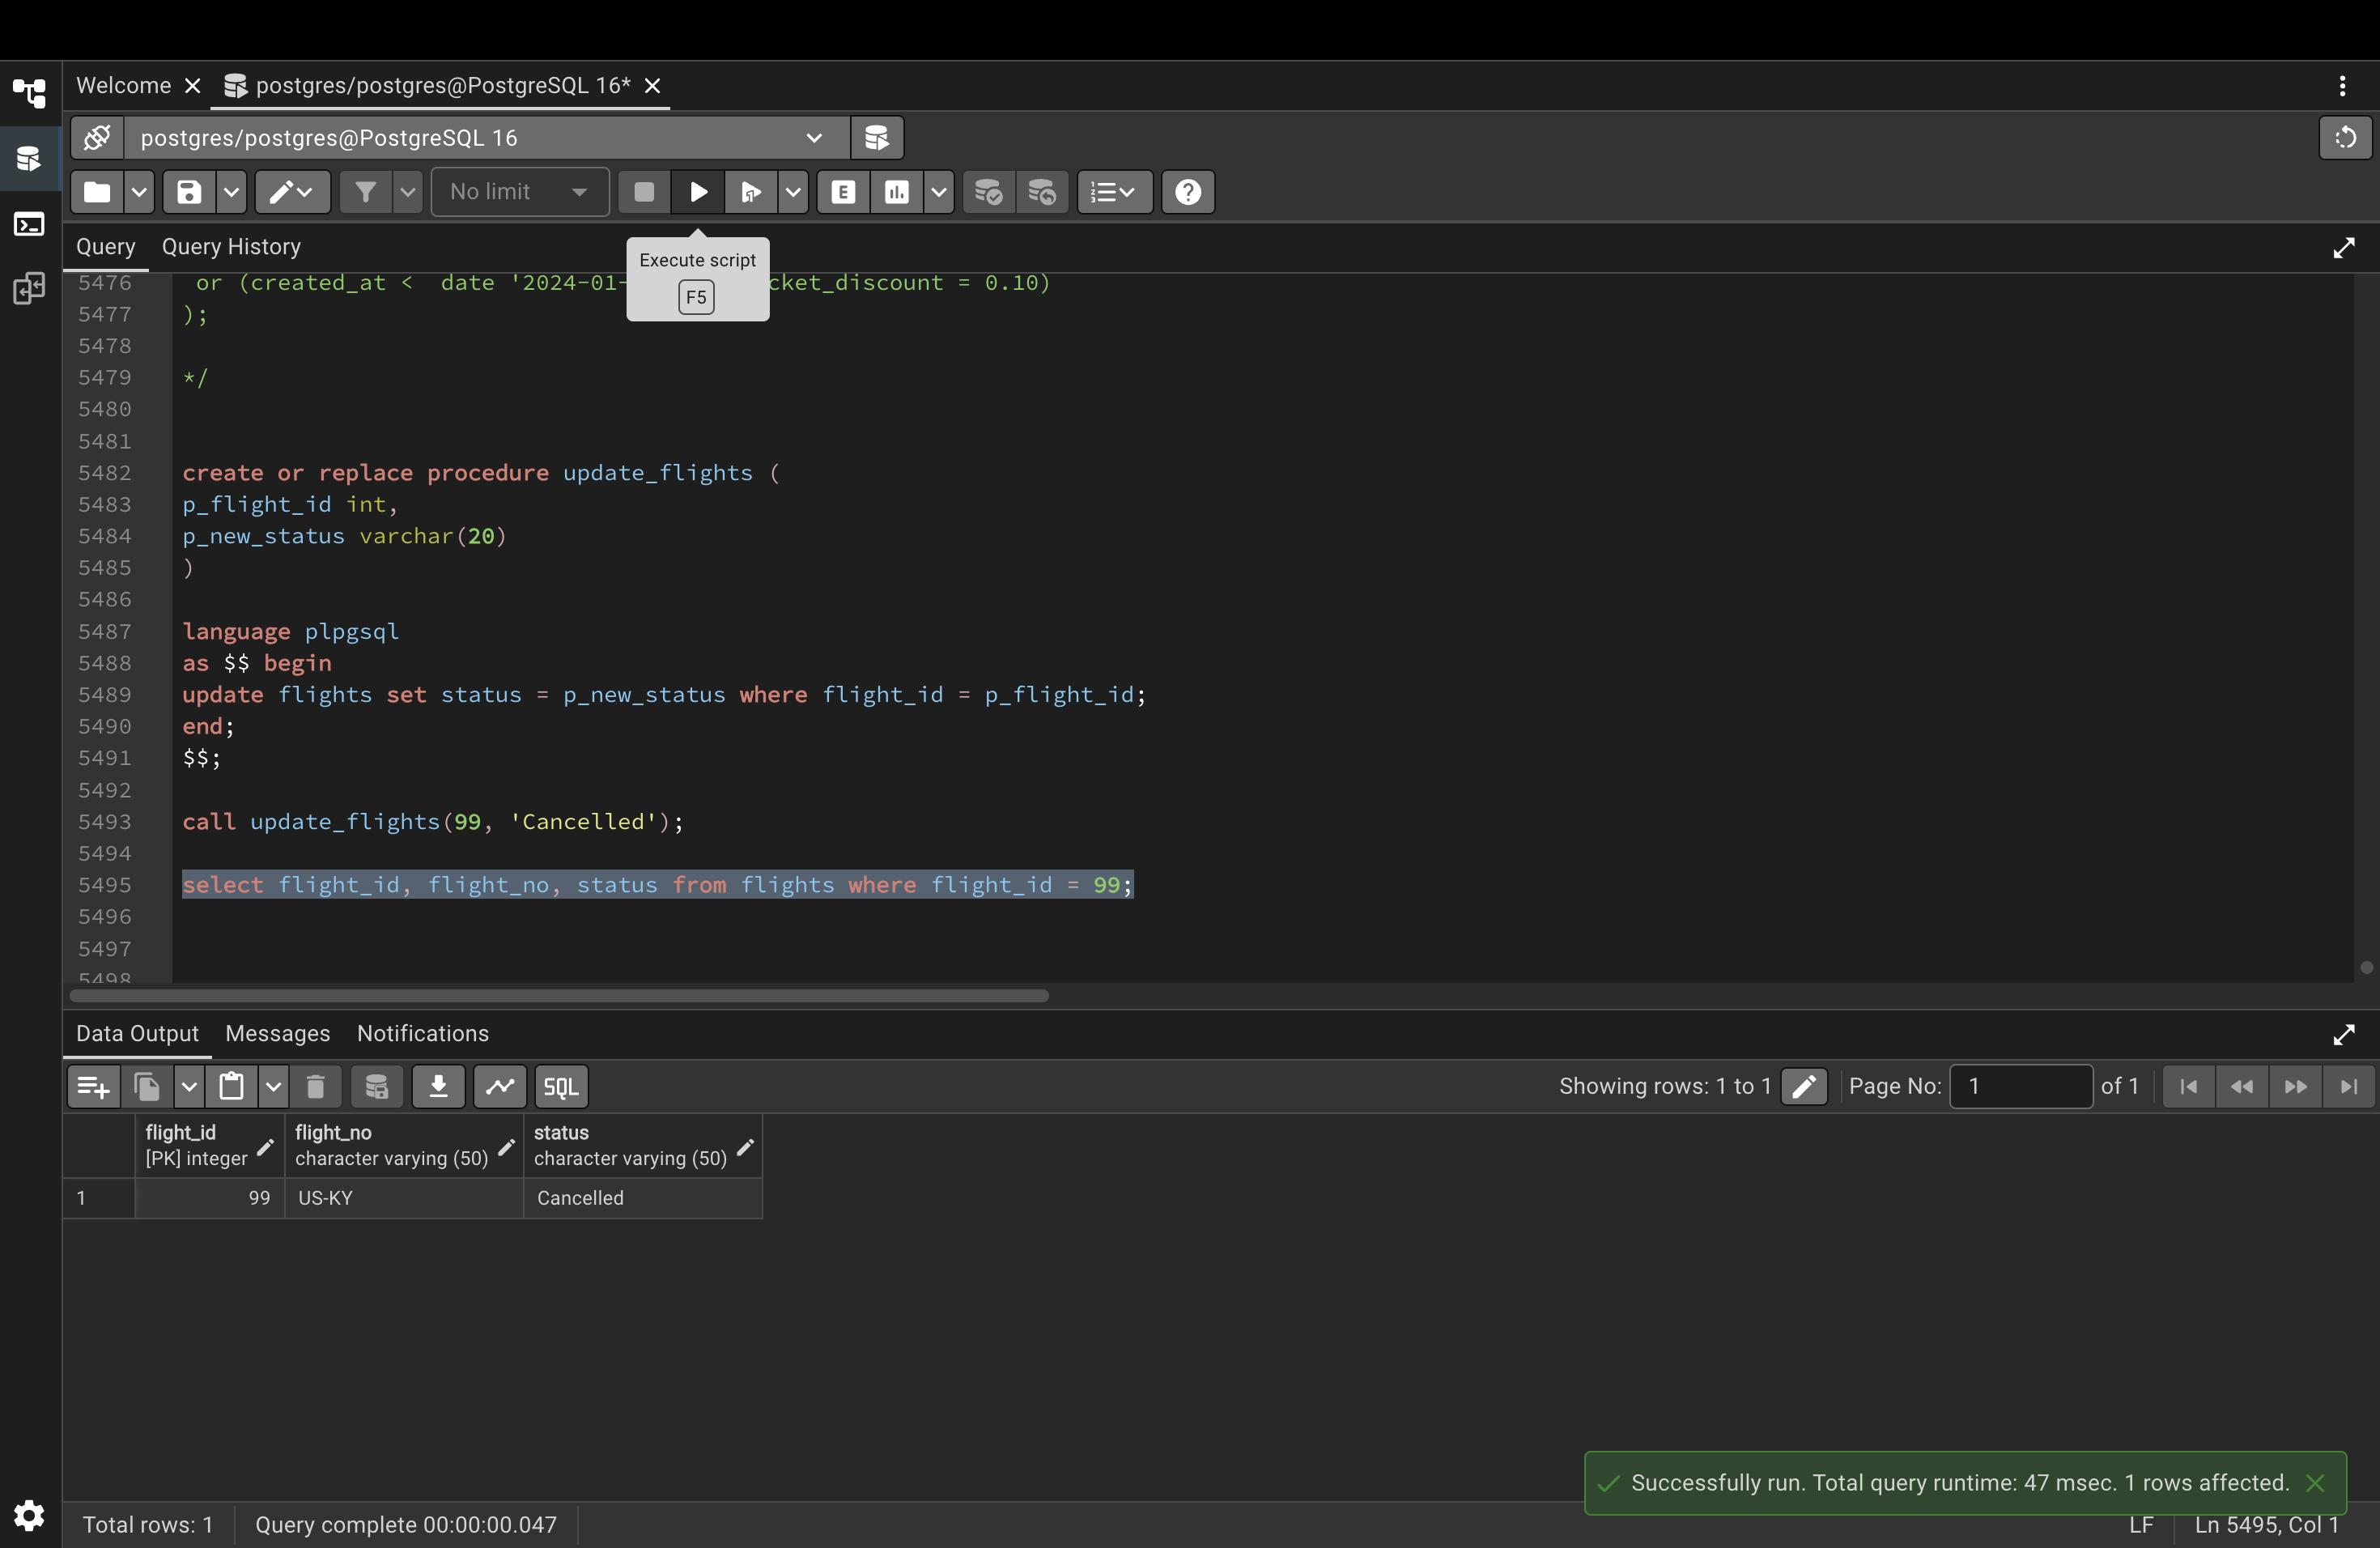 Welcome
postgres/postgres@PostgreSQL 16*
postgres/postgres@PostgreSQL 16
No limit
E
Query Query History
Execute script
F5
5476 or (created_at < date '2024-01- cket_discount = 0.10)
5477 );
5478
5479 */
5480
5481
5482 create or replace procedure update_flights (
5483 p_flight_id int,
5484 p_new_status varchar(20)
5485 )
5486
5487 language plpgsql
5488 as $$ begin
5489 update flights set status = p_new_status where flight_id = p_flight_id;
5490 end;
5491 $$;
5492
5493 call update_flights(99, 'Cancelled');
5494
5495 select flight_id, flight_no, status from flights where flight_id = 99;
5496
5497
5498
Data Output Messages Notifications
SQL
Showing rows: 1 to 1
Page No: 1 of 1
flight_id flight_no status
[PK] integer character varying (50) character varying (50)
1 99 US-KY Cancelled
Successfully run. Total query runtime: 47 msec. 1 rows affected.
Total rows: 1 Query complete 00:00:00.047 LF Ln 5495, Col 1